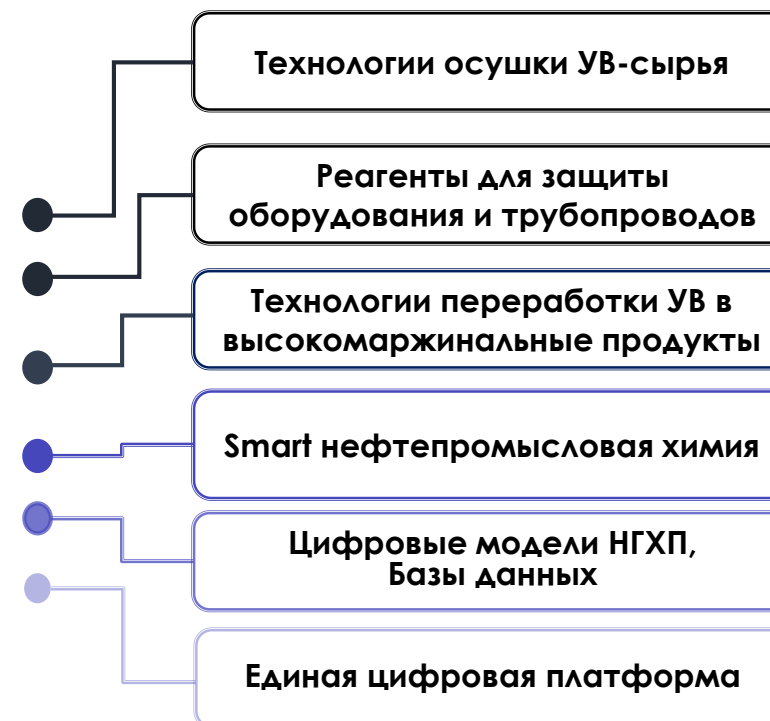 Технологии осушки УВ-сырья
Реагенты для защиты
оборудования и трубопроводов
Технологии переработки УВ в
высокомаржинальные продукты
Smart нефтепромысловая химия
Цифровые модели НГХП,
Базы данных
Единая цифровая платформа